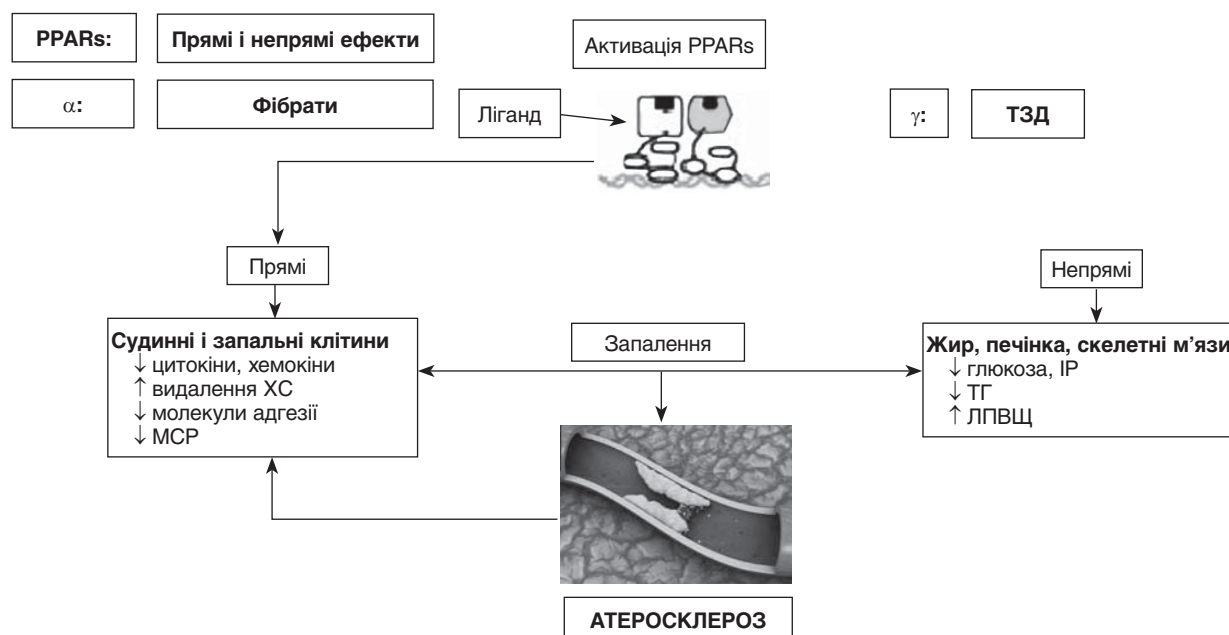 PPARs:
Прямі і непрямі ефекти
Активація PPARs
α:
Фібрати
Ліганд
γ:
ТЗД
Прямі
Непрямі
Судинні і запальні клітини
↓ цитокіни, хемокіни
↑ видалення ХС
↓ молекули адгезії
↓ МСР
Запалення
Жир, печінка, скелетні м'язи
↓ глюкоза, ІР
↓ ТГ
↑ ЛПВЩ
АТЕРОСКЛЕРОЗ